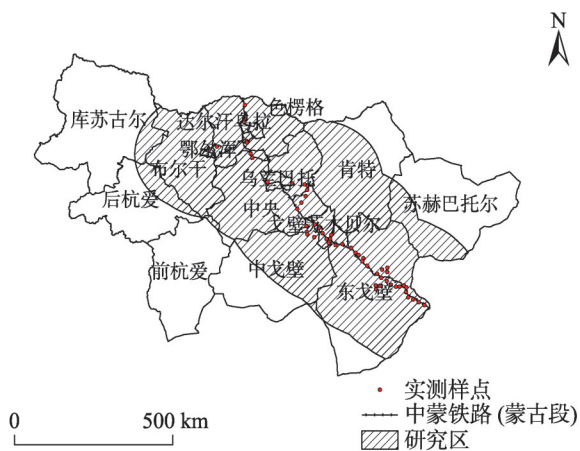 N
色楞格
库苏古尔
达尔汗乌拉
鄂尔浑
布尔干
乌兰巴托
肯特
后杭爱
中央
苏赫巴托尔
戈壁苏木贝尔
前杭爱
中戈壁
东戈壁
实测样点
中蒙铁路 (蒙古段)
研究区
0
500 km